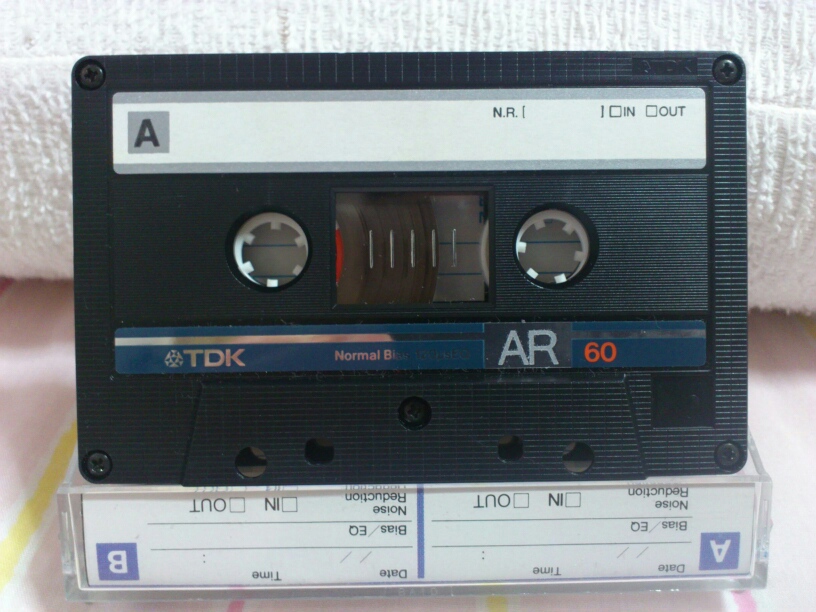 TDK
N.R. [ ] IN OUT
A
TDK
Normal Bias
AR
60
Noise Reduction IN OUT
Noise Reduction IN OUT
Bias/EQ
Bias/EQ
B
Date / / Time :
Date / / Time :
A